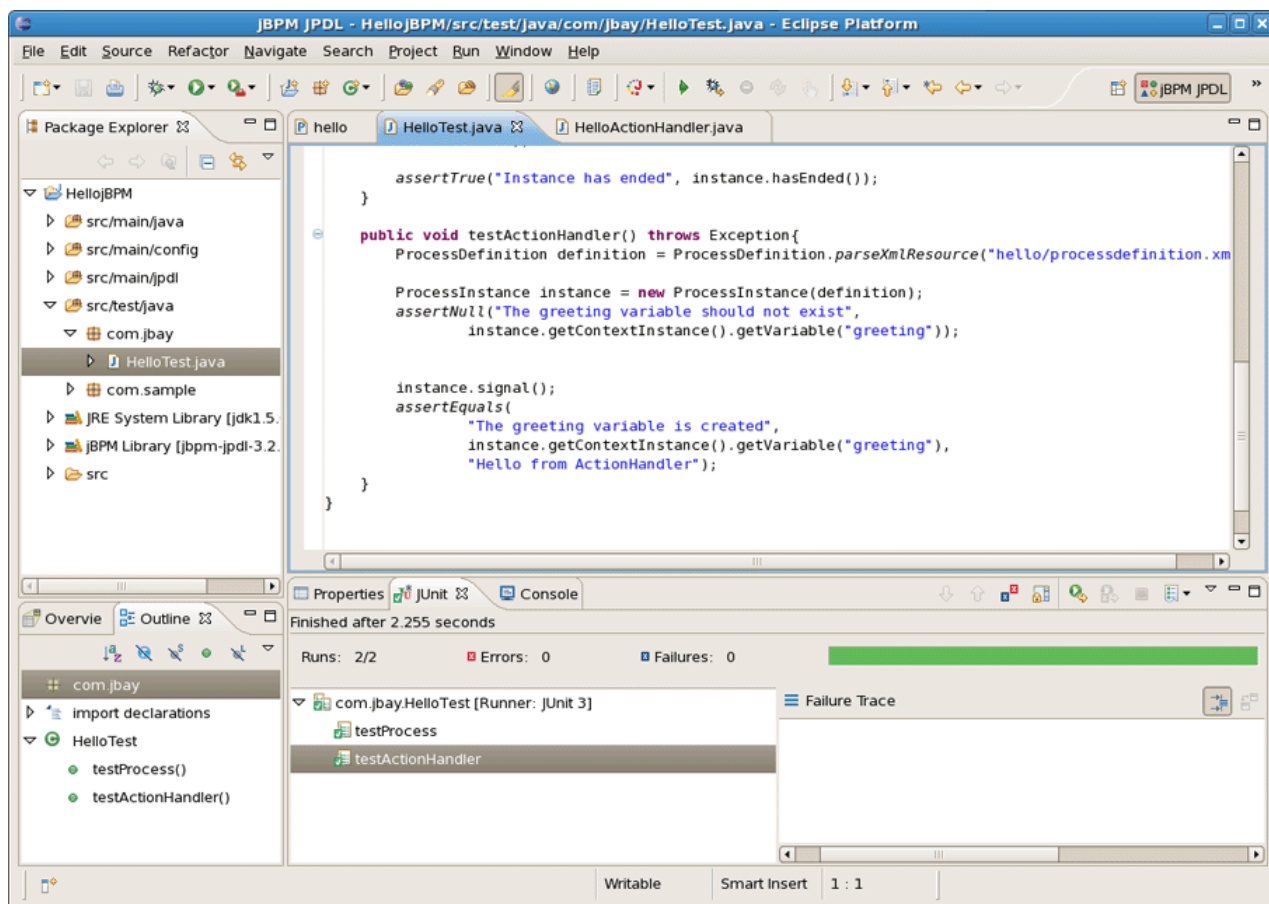 jBPM JPDL - HellojBPM/src/test/java/com/jbay/HelloTest.java - Eclipse Platform
File Edit Source Refactor Navigate Search Project Run Window Help
jBPM JPDL
Package Explorer
hello HelloTest.java HelloActionHandler.java
HellojBPM
src/main/java
src/main/config
src/main/jpdl
src/test/java
com.jbay
HelloTest.java
com.sample
JRE System Library [jdk1.5.
jBPM Library [jbpm-jpdl-3.2.
src
assertTrue("Instance has ended", instance.hasEnded());
}
public void testActionHandler() throws Exception{
ProcessDefinition definition = ProcessDefinition.parseXmlResource("hello/processdefinition.xm
ProcessInstance instance = new ProcessInstance(definition);
assertNull("The greeting variable should not exist",
instance.getContextInstance().getVariable("greeting"));
instance.signal();
assertEquals(
"The greeting variable is created",
instance.getContextInstance().getVariable("greeting"),
"Hello from ActionHandler");
}
}
Overvie Outline
com.jbay
import declarations
HelloTest
testProcess()
testActionHandler()
Properties JUnit Console
Finished after 2.255 seconds
Runs: 2/2 Errors: 0 Failures: 0
com.jbay.HelloTest [Runner: JUnit 3]
testProcess
testActionHandler
Failure Trace
Writable Smart Insert 1 : 1